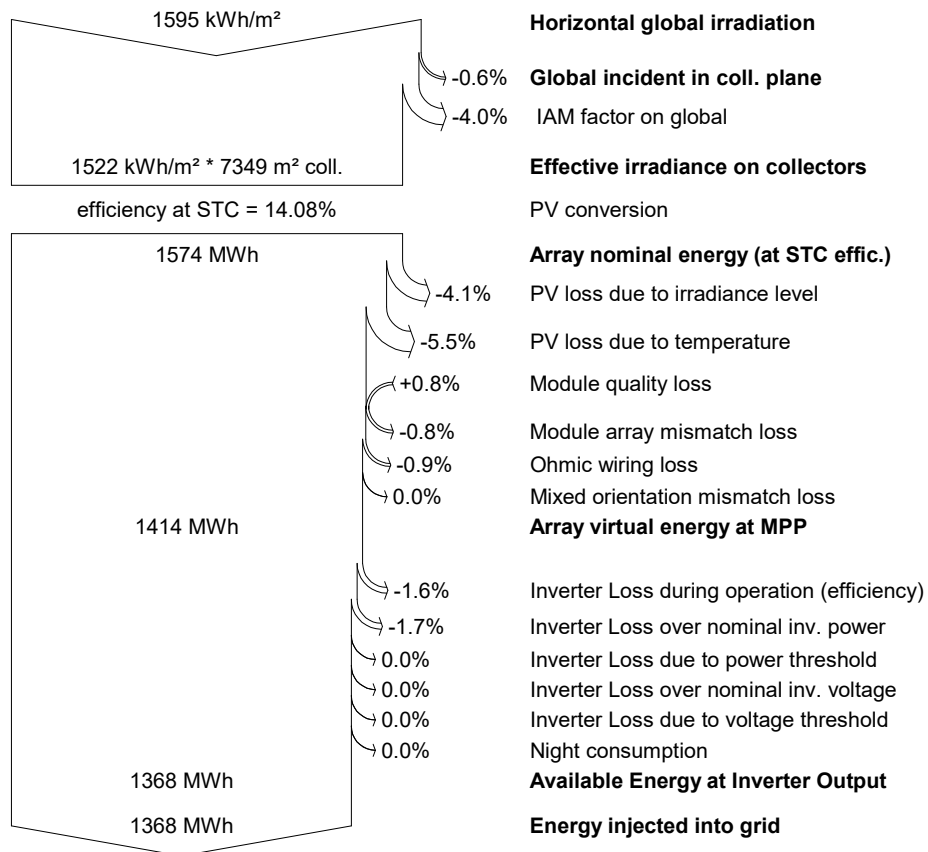 1595 kWh/m² Horizontal global irradiation
-0.6% Global incident in coll. plane
-4.0% IAM factor on global
1522 kWh/m² * 7349 m² coll. Effective irradiance on collectors
efficiency at STC = 14.08% PV conversion
1574 MWh Array nominal energy (at STC effic.)
-4.1% PV loss due to irradiance level
-5.5% PV loss due to temperature
+0.8% Module quality loss
-0.8% Module array mismatch loss
-0.9% Ohmic wiring loss
0.0% Mixed orientation mismatch loss
1414 MWh Array virtual energy at MPP
-1.6% Inverter Loss during operation (efficiency)
-1.7% Inverter Loss over nominal inv. power
0.0% Inverter Loss due to power threshold
0.0% Inverter Loss over nominal inv. voltage
0.0% Inverter Loss due to voltage threshold
0.0% Night consumption
1368 MWh Available Energy at Inverter Output
1368 MWh Energy injected into grid